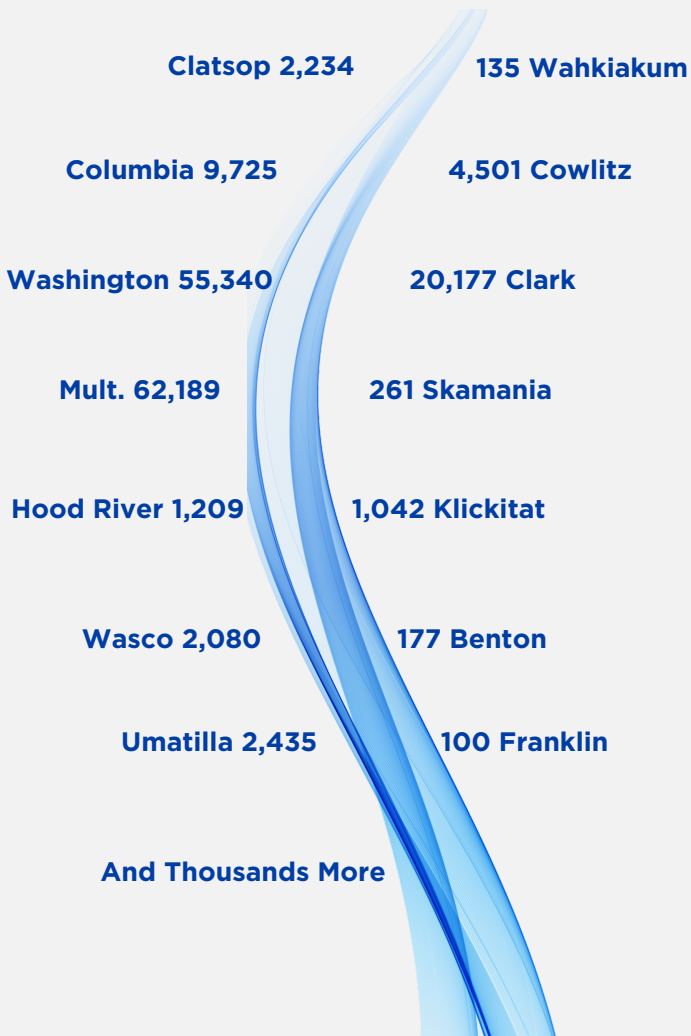 Clatsop 2,234
135 Wahkiakum
Columbia 9,725
4,501 Cowlitz
Washington 55,340
20,177 Clark
Mult. 62,189
261 Skamania
Hood River 1,209
1,042 Klickitat
Wasco 2,080
177 Benton
Umatilla 2,435
100 Franklin
And Thousands More